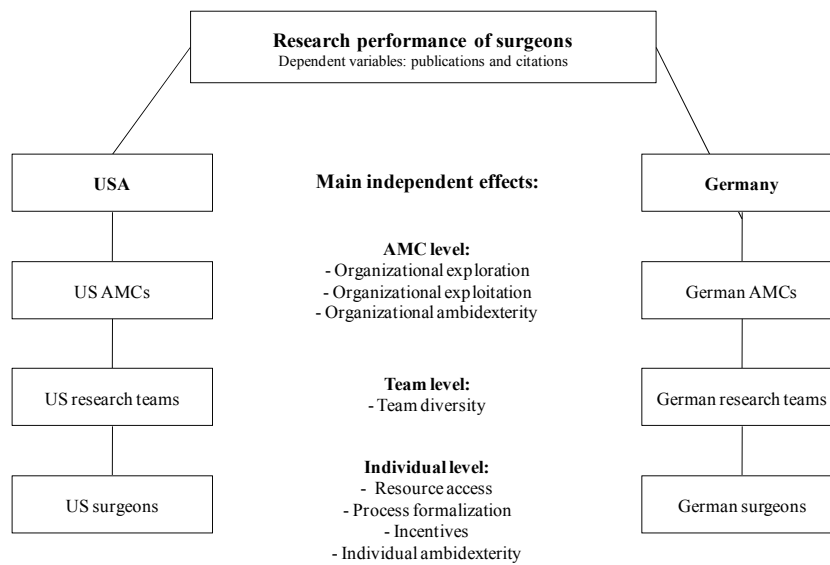 Research performance of surgeons
Dependent variables: publications and citations
USA
Main independent effects:
Germany
AMC level:
- Organizational exploration
- Organizational exploitation
- Organizational ambidexterity
US AMCs
German AMCs
Team level:
- Team diversity
US research teams
German research teams
Individual level:
- Resource access
- Process formalization
- Incentives
- Individual ambidexterity
US surgeons
German surgeons